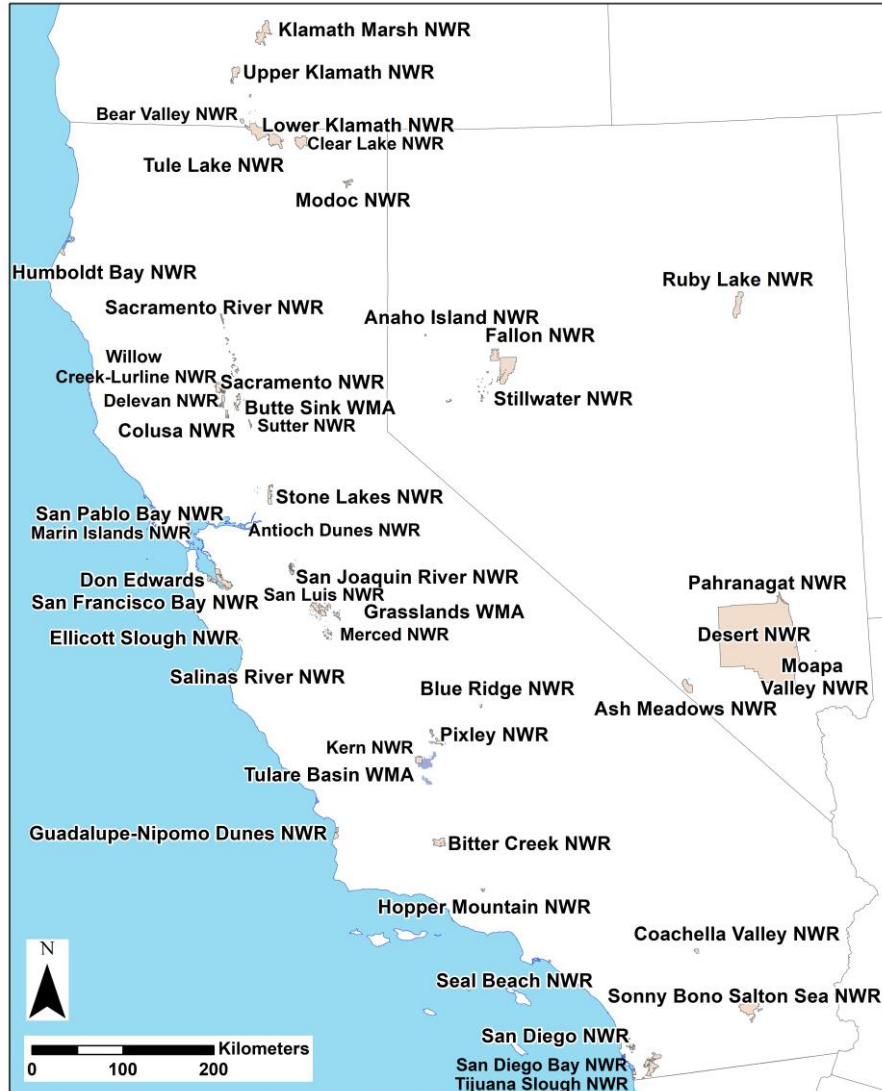 Klamath Marsh NWR
Upper Klamath NWR
Bear Valley NWR
Lower Klamath NWR
Clear Lake NWR
Tule Lake NWR
Modoc NWR
Humboldt Bay NWR
Ruby Lake NWR
Sacramento River NWR
Anaho Island NWR
Fallon NWR
Willow
Creek-Lurline NWR
Sacramento NWR
Delevan NWR
Butte Sink WMA
Stillwater NWR
Colusa NWR
Sutter NWR
Stone Lakes NWR
San Pablo Bay NWR
Marin Islands NWR
Antioch Dunes NWR
Don Edwards
San Francisco Bay NWR
San Joaquin River NWR
San Luis NWR
Grasslands WMA
Merced NWR
Pahranagat NWR
Desert NWR
Moapa
Valley NWR
Ellicott Slough NWR
Salinas River NWR
Blue Ridge NWR
Ash Meadows NWR
Pixley NWR
Kern NWR
Tulare Basin WMA
Guadalupe-Nipomo Dunes NWR
Bitter Creek NWR
Hopper Mountain NWR
Coachella Valley NWR
Seal Beach NWR
Sonny Bono Salton Sea NWR
San Diego NWR
San Diego Bay NWR
Tijuana Slough NWR
N
Kilometers
0 100 200